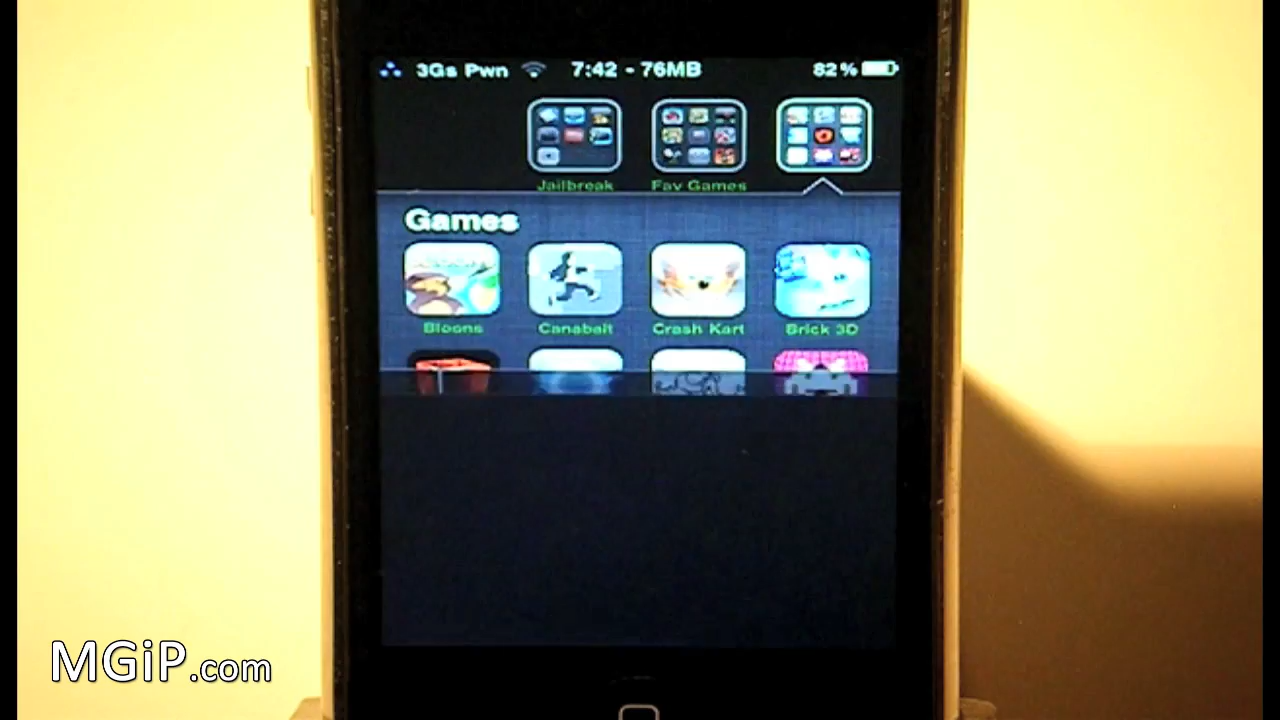 3Gs Pwn 7:42 - 76MB 82%
Jailbreak Fav Games
Games
Bloons Canabalt Crash Kart Brick 3D
MGiP.com